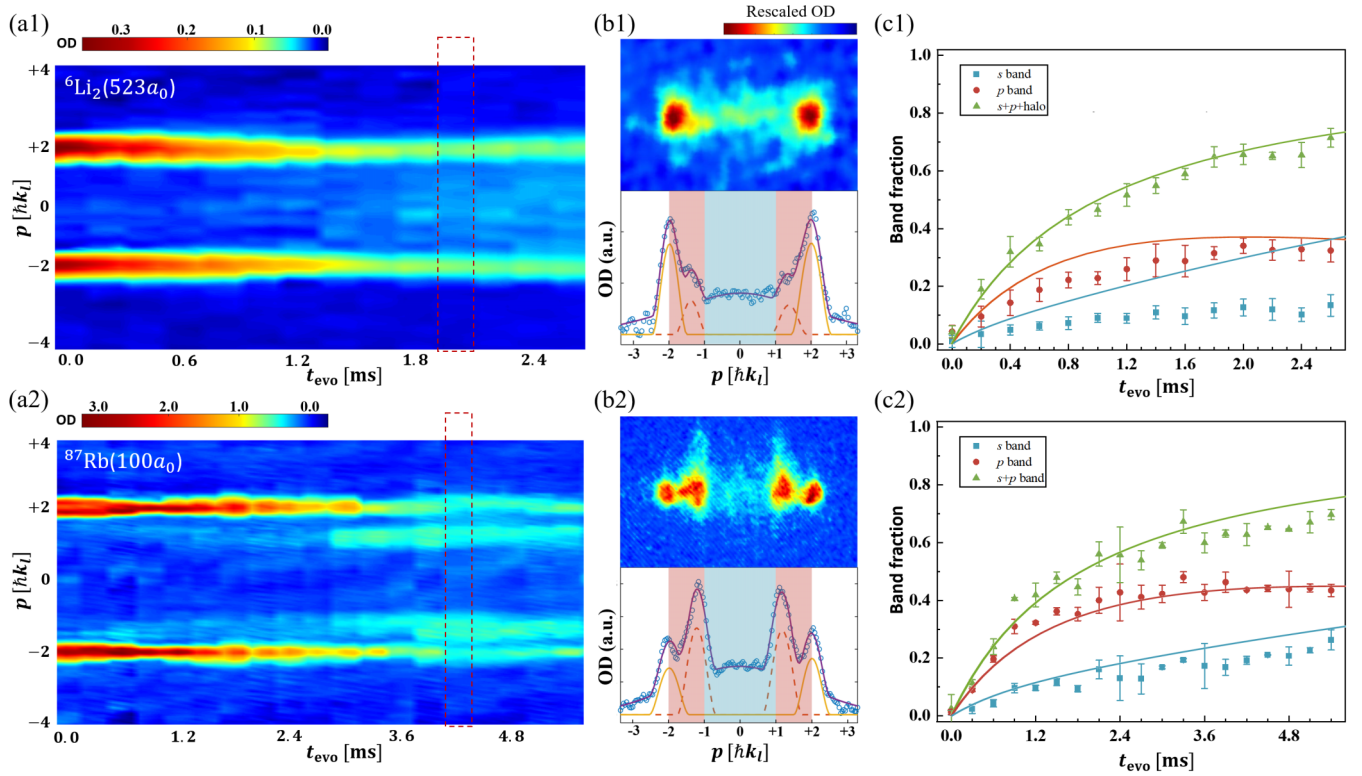 (a1)
OD 0.3 0.2 0.1 0.0
⁶Li₂(523a₀)
+4
+2
0
−2
−4
p [ħkₗ]
0.0 0.6 1.2 1.8 2.4
t_evo [ms]
(b1)
Rescaled OD
OD (a.u.)
-3 -2 -1 0 +1 +2 +3
p [ħkₗ]
(c1)
s band
p band
s+p+halo
Band fraction
1.0
0.8
0.6
0.4
0.2
0.0
0.0 0.4 0.8 1.2 1.6 2.0 2.4
t_evo [ms]
(a2)
OD 3.0 2.0 1.0 0.0
⁸⁷Rb(100a₀)
+4
+2
0
−2
−4
p [ħkₗ]
0.0 1.2 2.4 3.6 4.8
t_evo [ms]
(b2)
OD (a.u.)
-3 -2 -1 0 +1 +2 +3
p [ħkₗ]
(c2)
s band
p band
s+p band
Band fraction
1.0
0.8
0.6
0.4
0.2
0.0
0.0 1.2 2.4 3.6 4.8
t_evo [ms]